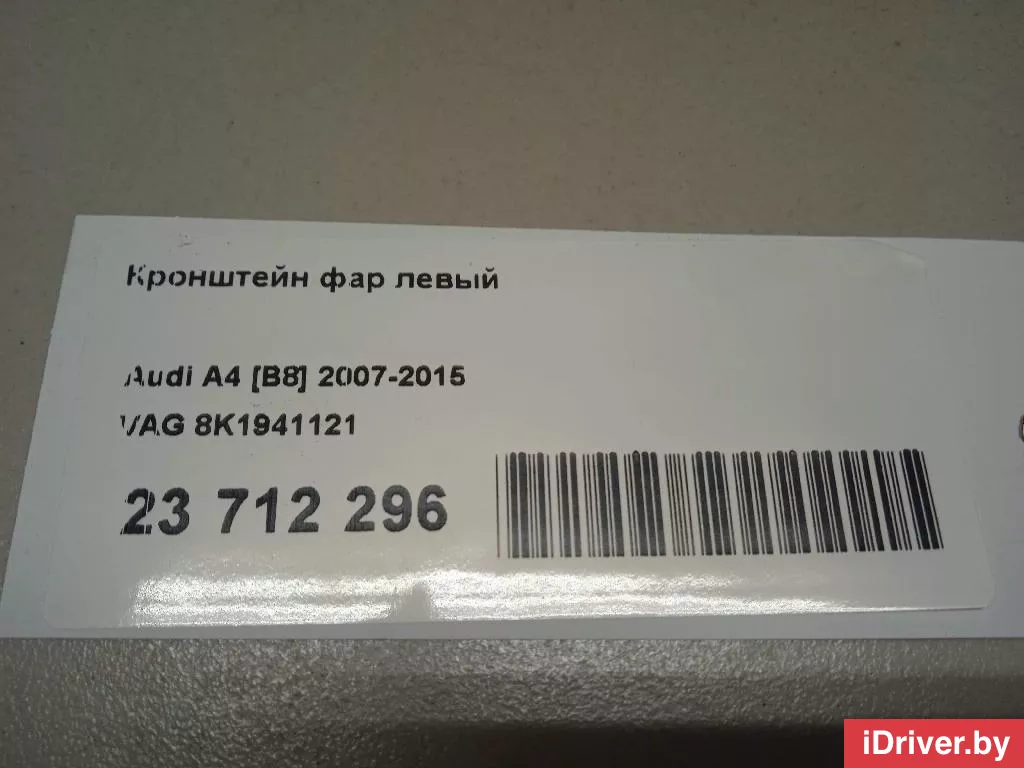 Кронштейн фар левый
Audi A4 [B8] 2007-2015
VAG 8K1941121
23 712 296
iDriver.by